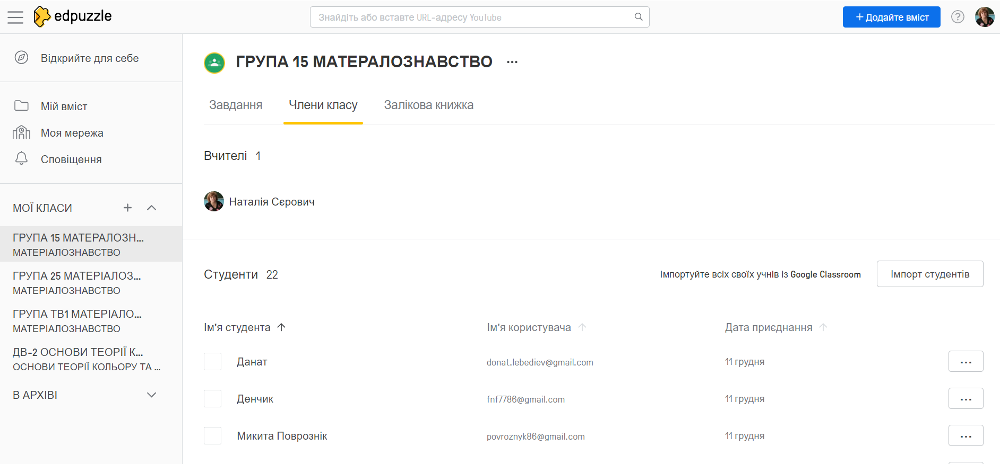 edpuzzle
Знайдіть або вставте URL-адресу YouTube
+ Додайте вміст
?
Відкрийте для себе
Мій вміст
Моя мережа
Сповіщення
МОЇ КЛАСИ
ГРУПА 15 МАТЕРАЛОЗН...
МАТЕРІАЛОЗНАВСТВО
ГРУПА 25 МАТЕРІАЛОЗ...
МАТЕРІАЛОЗНАВСТВО
ГРУПА ТВ1 МАТЕРІАЛО...
МАТЕРІАЛОЗНАВСТВО
ДВ-2 ОСНОВИ ТЕОРІЇ К...
ОСНОВИ ТЕОРІЇ КОЛЬОРУ ТА ...
В АРХІВІ
ГРУПА 15 МАТЕРАЛОЗНАВСТВО ...
Завдання Члени класу Залікова книжка
Вчителі 1
Наталія Сєрович
Студенти 22
Імпортуйте всіх своїх учнів із Google Classroom
Імпорт студентів
Ім'я студента Ім'я користувача Дата приєднання
Данат donat.lebediev@gmail.com 11 грудня ...
Денчик fnf7786@gmail.com 11 грудня ...
Микита Поврознік povroznyk86@gmail.com 11 грудня ...